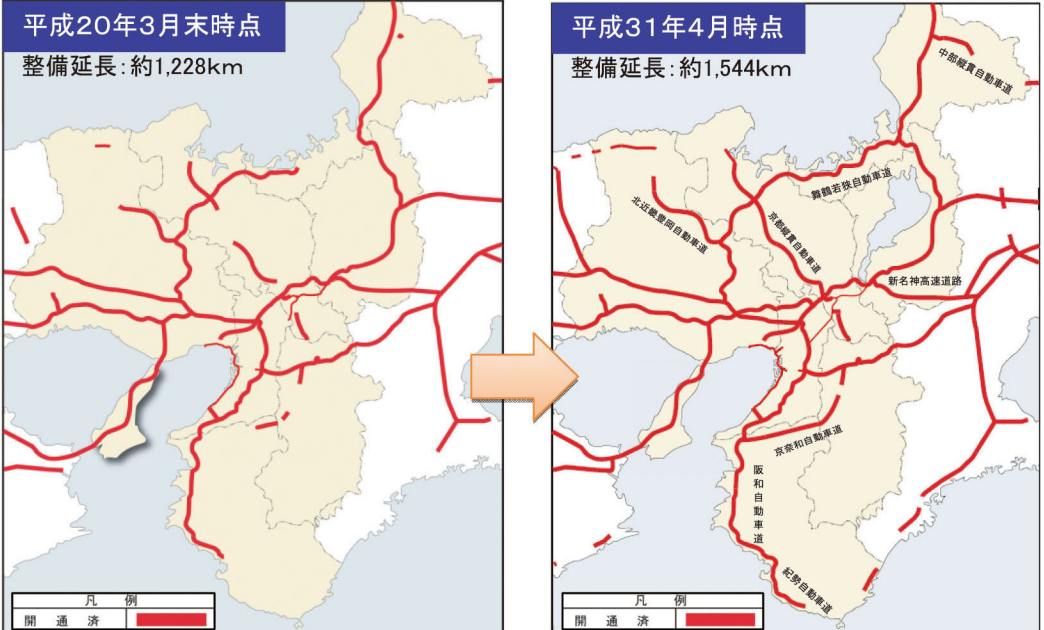 平成20年3月末時点
整備延長:約1,228km
凡 例
開 通 済
平成31年4月時点
整備延長:約1,544km
中部縦貫自動車道
舞鶴若狭自動車道
北近畿豊岡自動車道
京都縦貫自動車道
新名神高速道路
京奈和自動車道
阪和自動車道
紀勢自動車道
凡 例
開 通 済